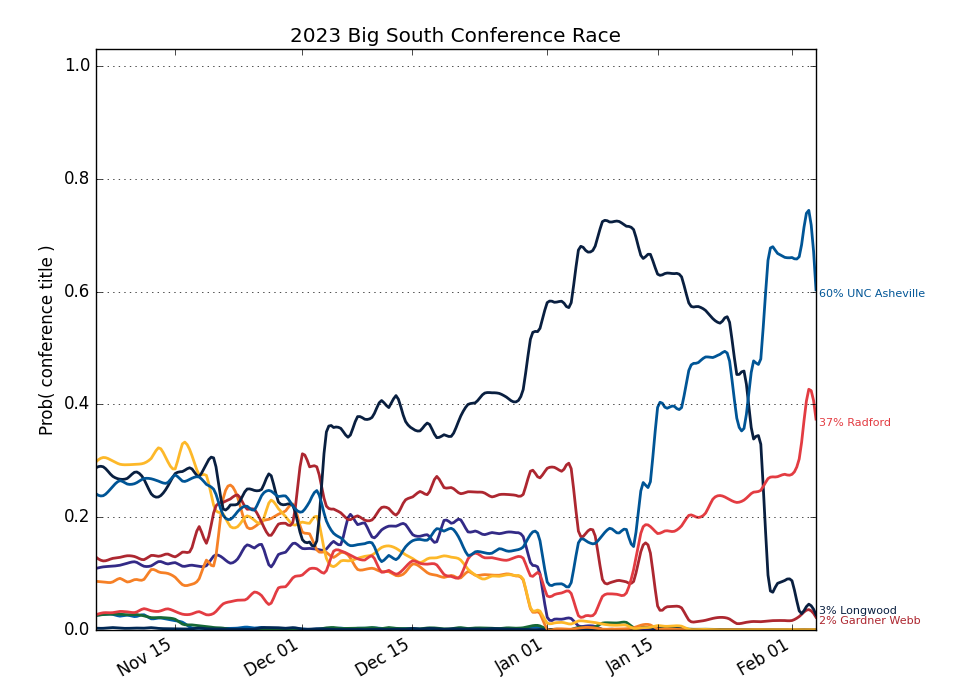 2023 Big South Conference Race
Prob( conference title )
1.0
0.8
0.6
0.4
0.2
0.0
60% UNC Asheville
37% Radford
3% Longwood
2% Gardner Webb
Nov 15
Dec 01
Dec 15
Jan 01
Jan 15
Feb 01